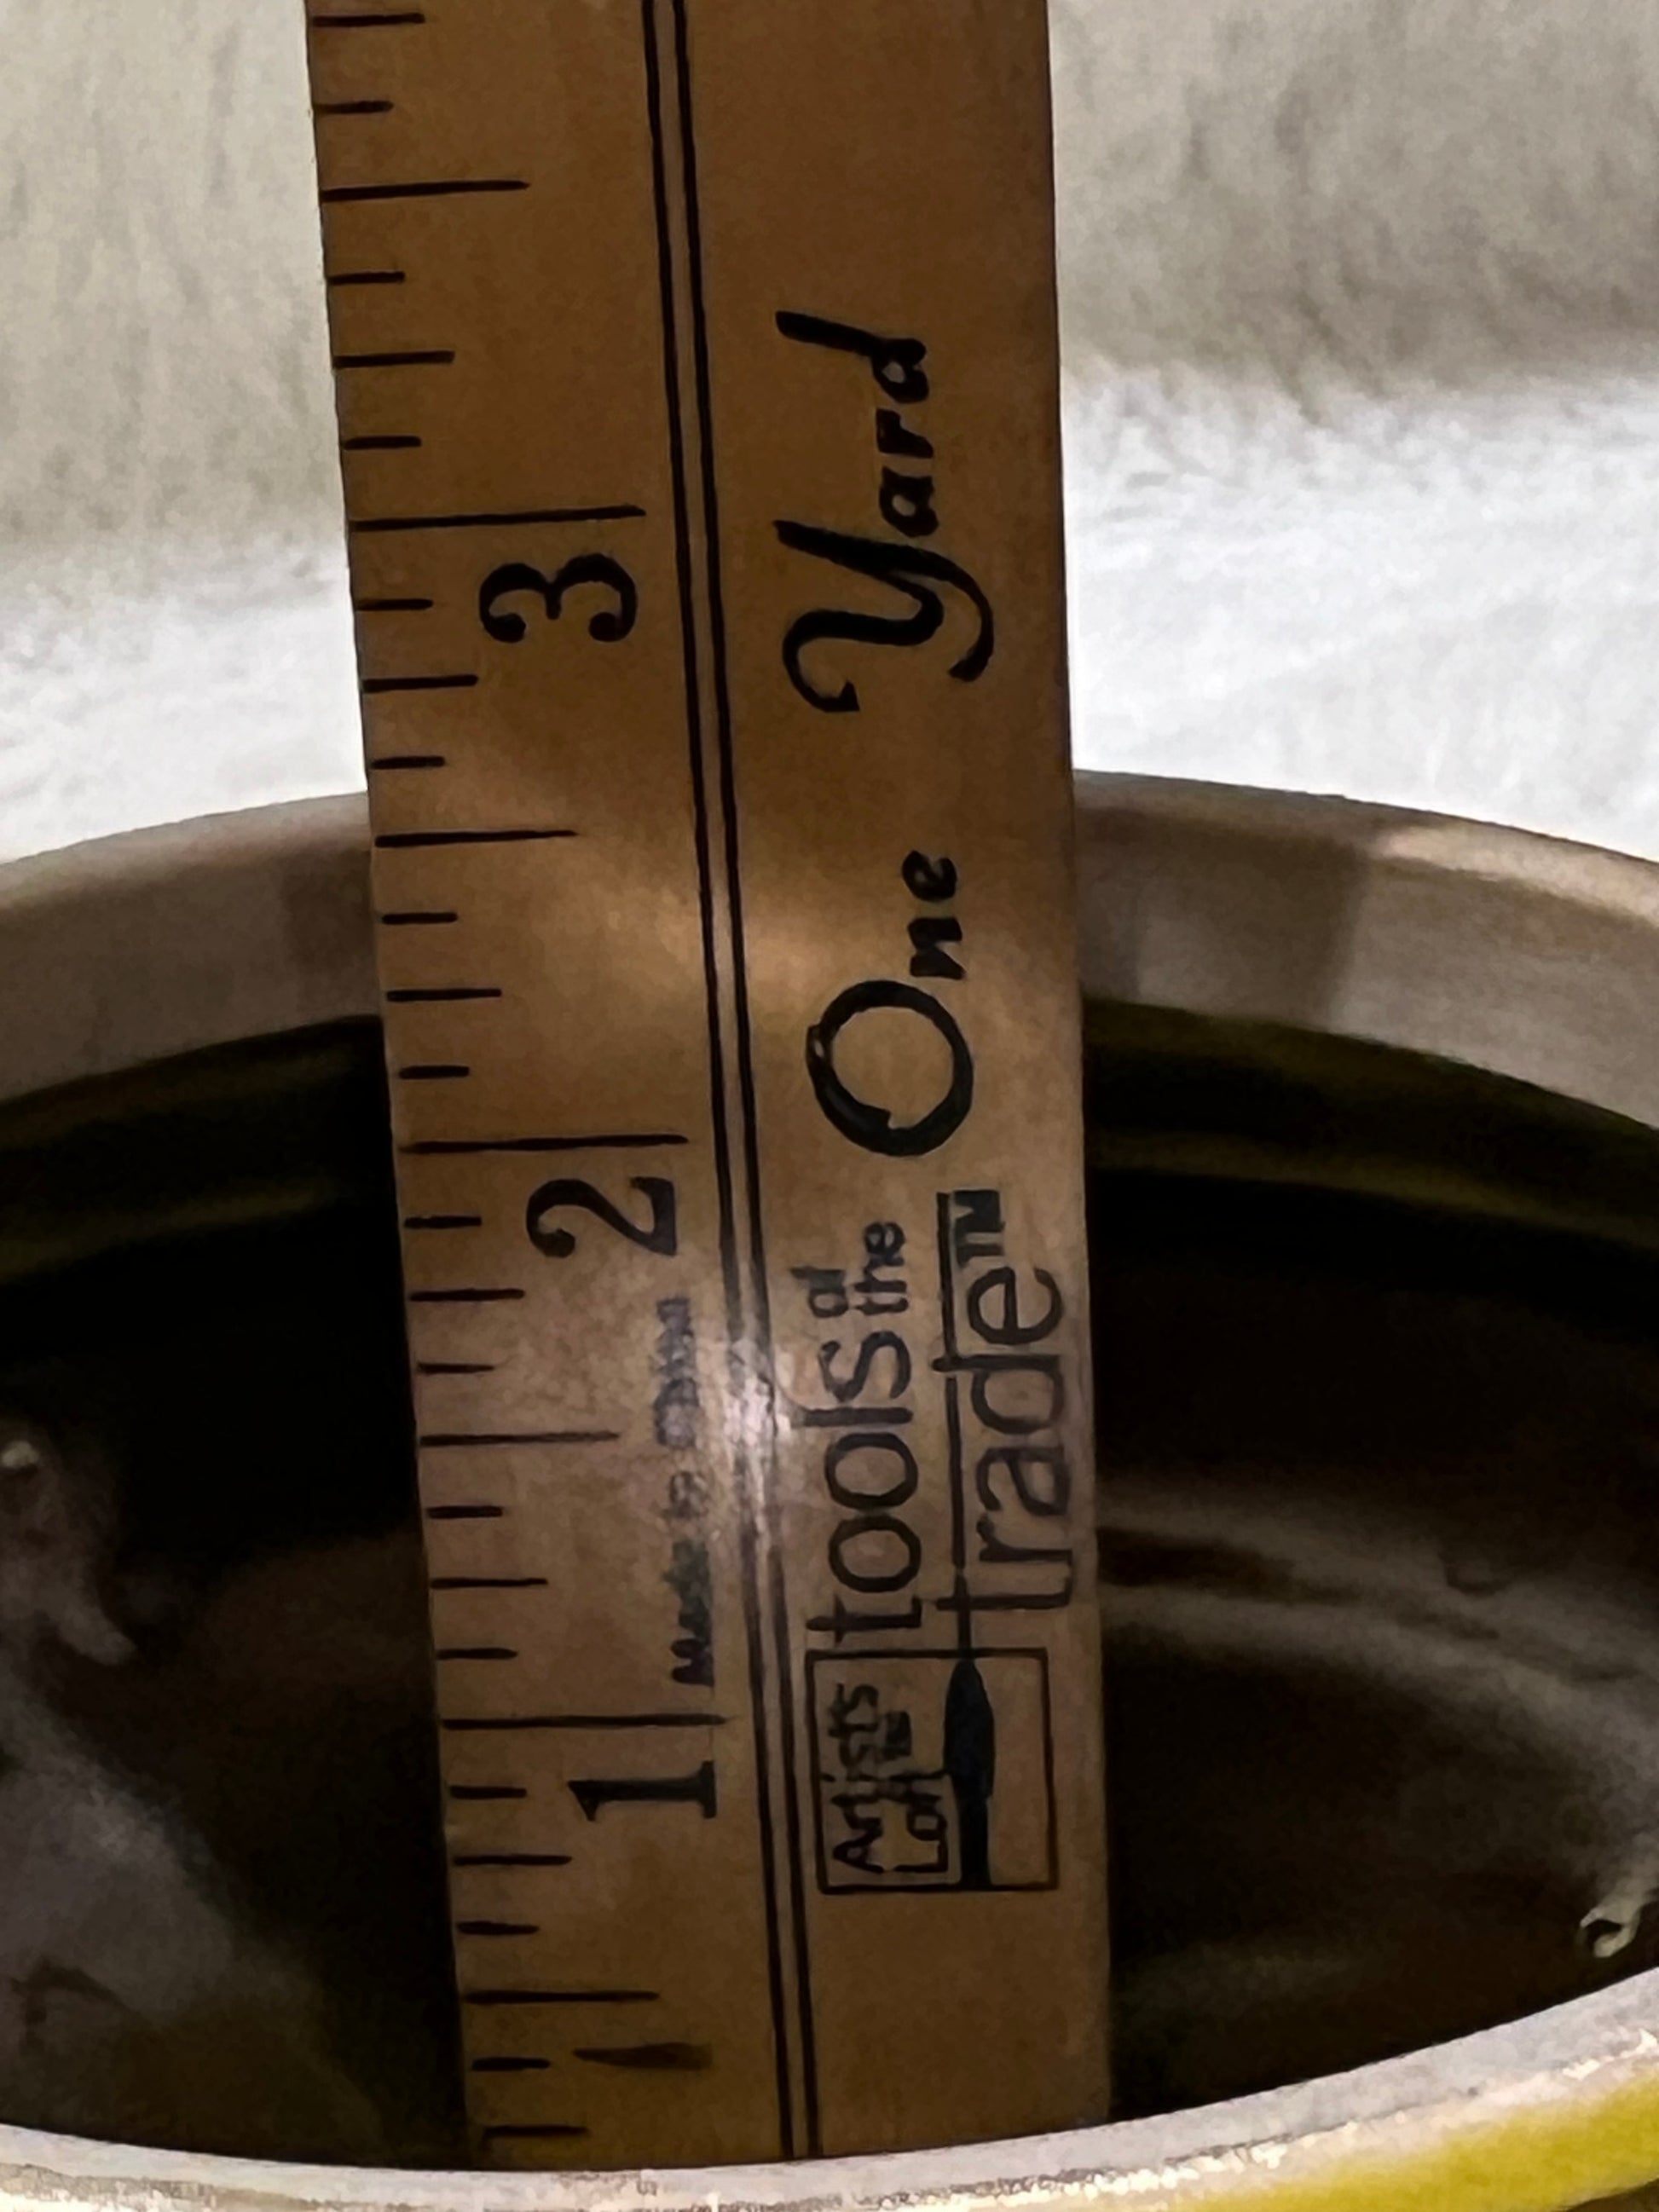 3
2
1
One Yard
tools
of the
trade™
Artist's
Loft